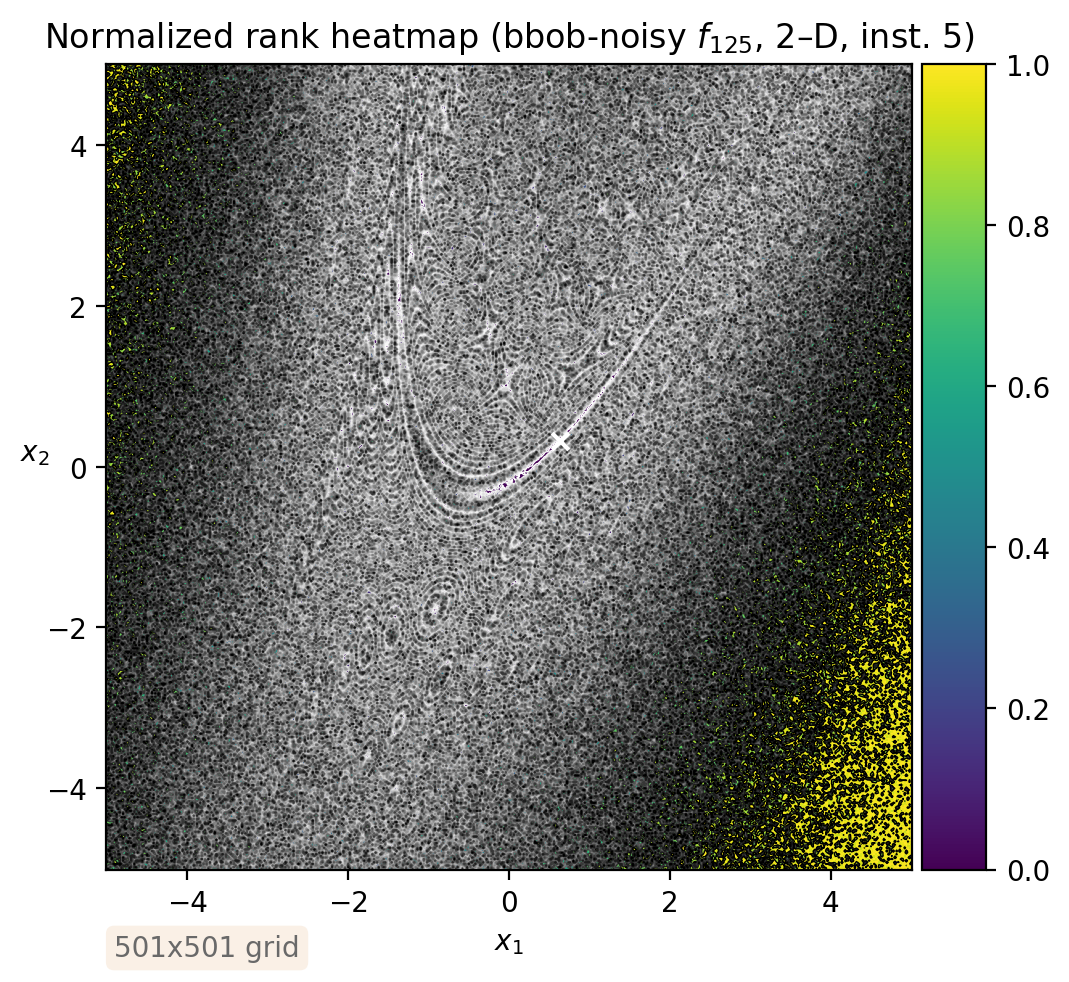 Normalized rank heatmap (bbob-noisy f₁₂₅, 2–D, inst. 5)
1.0
0.8
0.6
0.4
0.2
0.0
4
2
0
−2
−4
x₂
−4 −2 0 2 4
x₁
501x501 grid